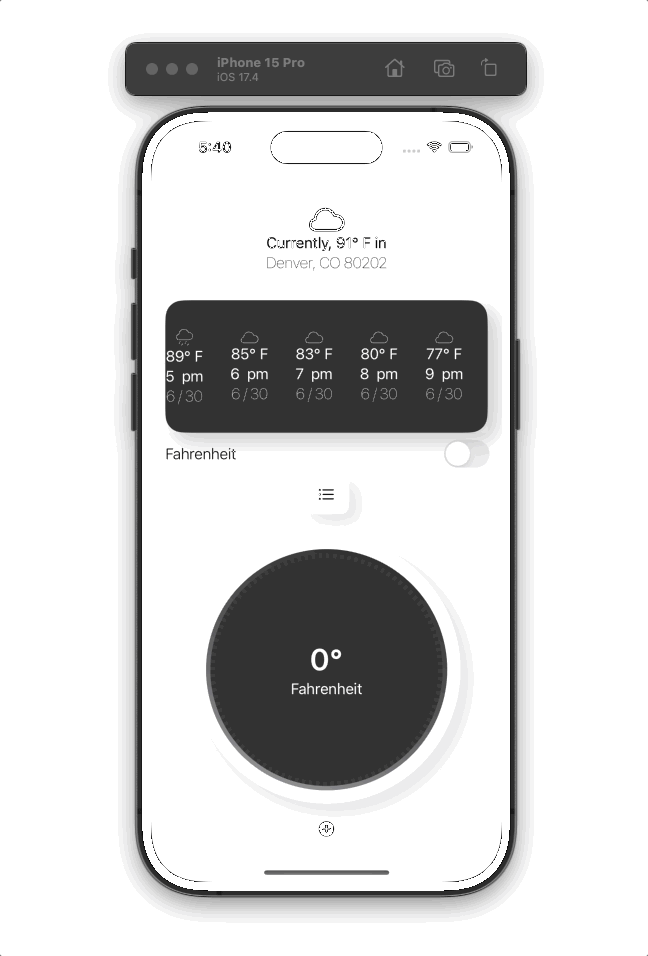 iPhone 15 Pro
iOS 17.4
5:40
Currently, 91° F in
Denver, CO 80202
89° F 85° F 83° F 80° F 77° F
5 pm 6 pm 7 pm 8 pm 9 pm
6/30 6/30 6/30 6/30 6/30
Fahrenheit
0°
Fahrenheit